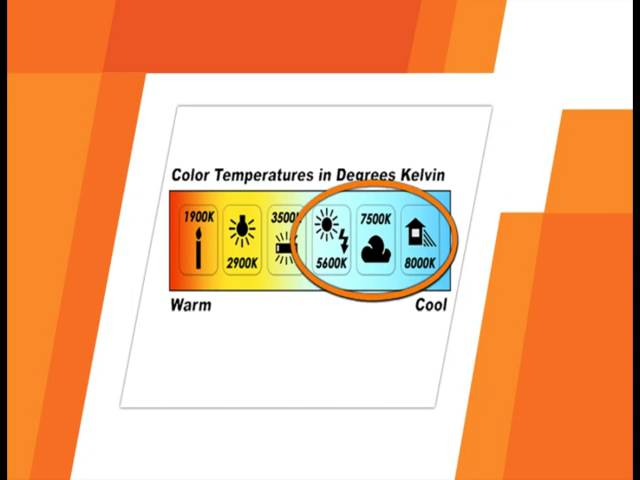 Color Temperatures in Degrees Kelvin
1900K
2900K
3500K
5600K
7500K
8000K
Warm
Cool